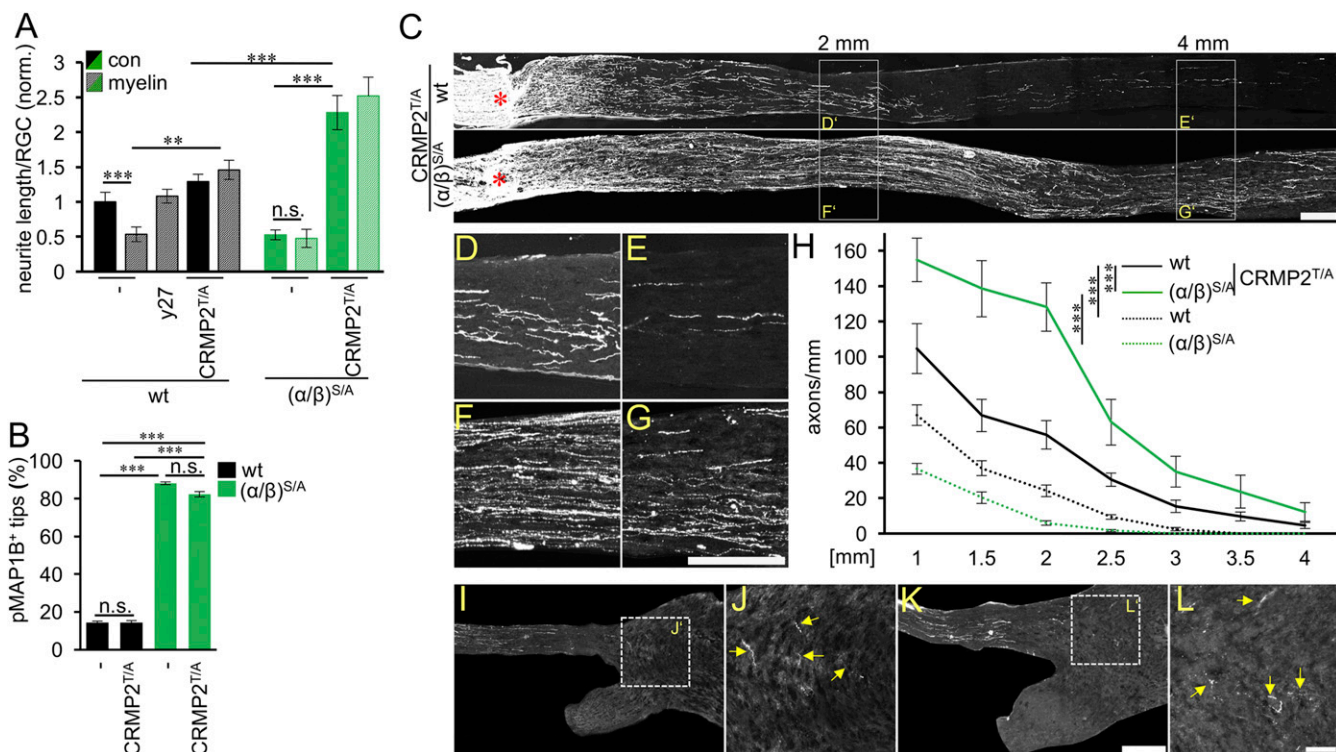 A
neurite length/RGC (norm.)
3
2.5
2
1.5
1
0.5
0
con
myelin
***
**
***
***
n.s.
-
y27
CRMP2T/A
-
CRMP2T/A
wt
(α/β)S/A
B
pMAP1B+ tips (%)
100
80
60
40
20
0
***
***
***
n.s.
n.s.
wt
(α/β)S/A
-
CRMP2T/A
-
CRMP2T/A
C
2 mm
4 mm
CRMP2T/A
wt
(α/β)S/A
*
*
D'
E'
F'
G'
D
E
F
G
H
axons/mm
160
140
120
100
80
60
40
20
0
[mm]
1
1.5
2
2.5
3
3.5
4
***
***
***
wt
(α/β)S/A
CRMP2T/A
wt
(α/β)S/A
I
J'
J
K
L'
L